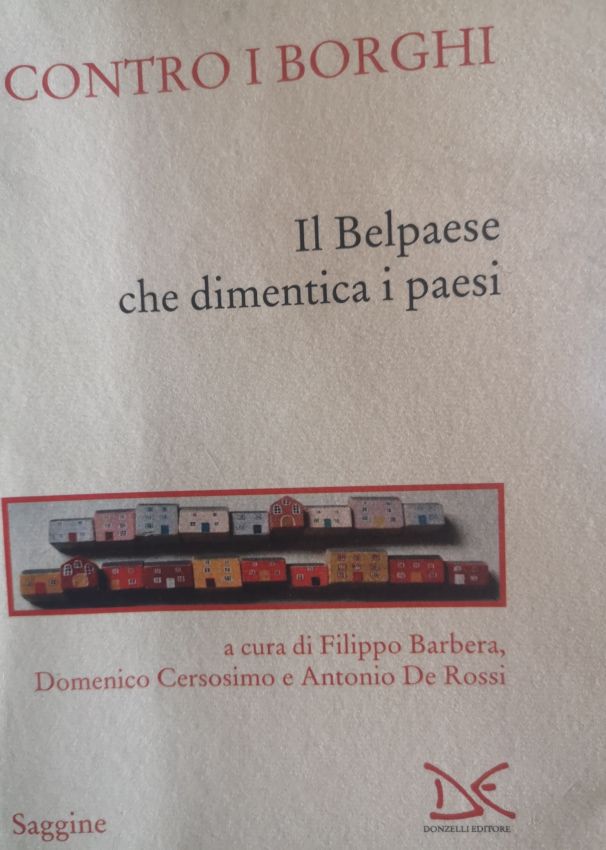 CONTRO I BORGHI
Il Belpaese
che dimentica i paesi
a cura di Filippo Barbera,
Domenico Cersosimo e Antonio De Rossi
DE
DONZELLI EDITORE
Saggine